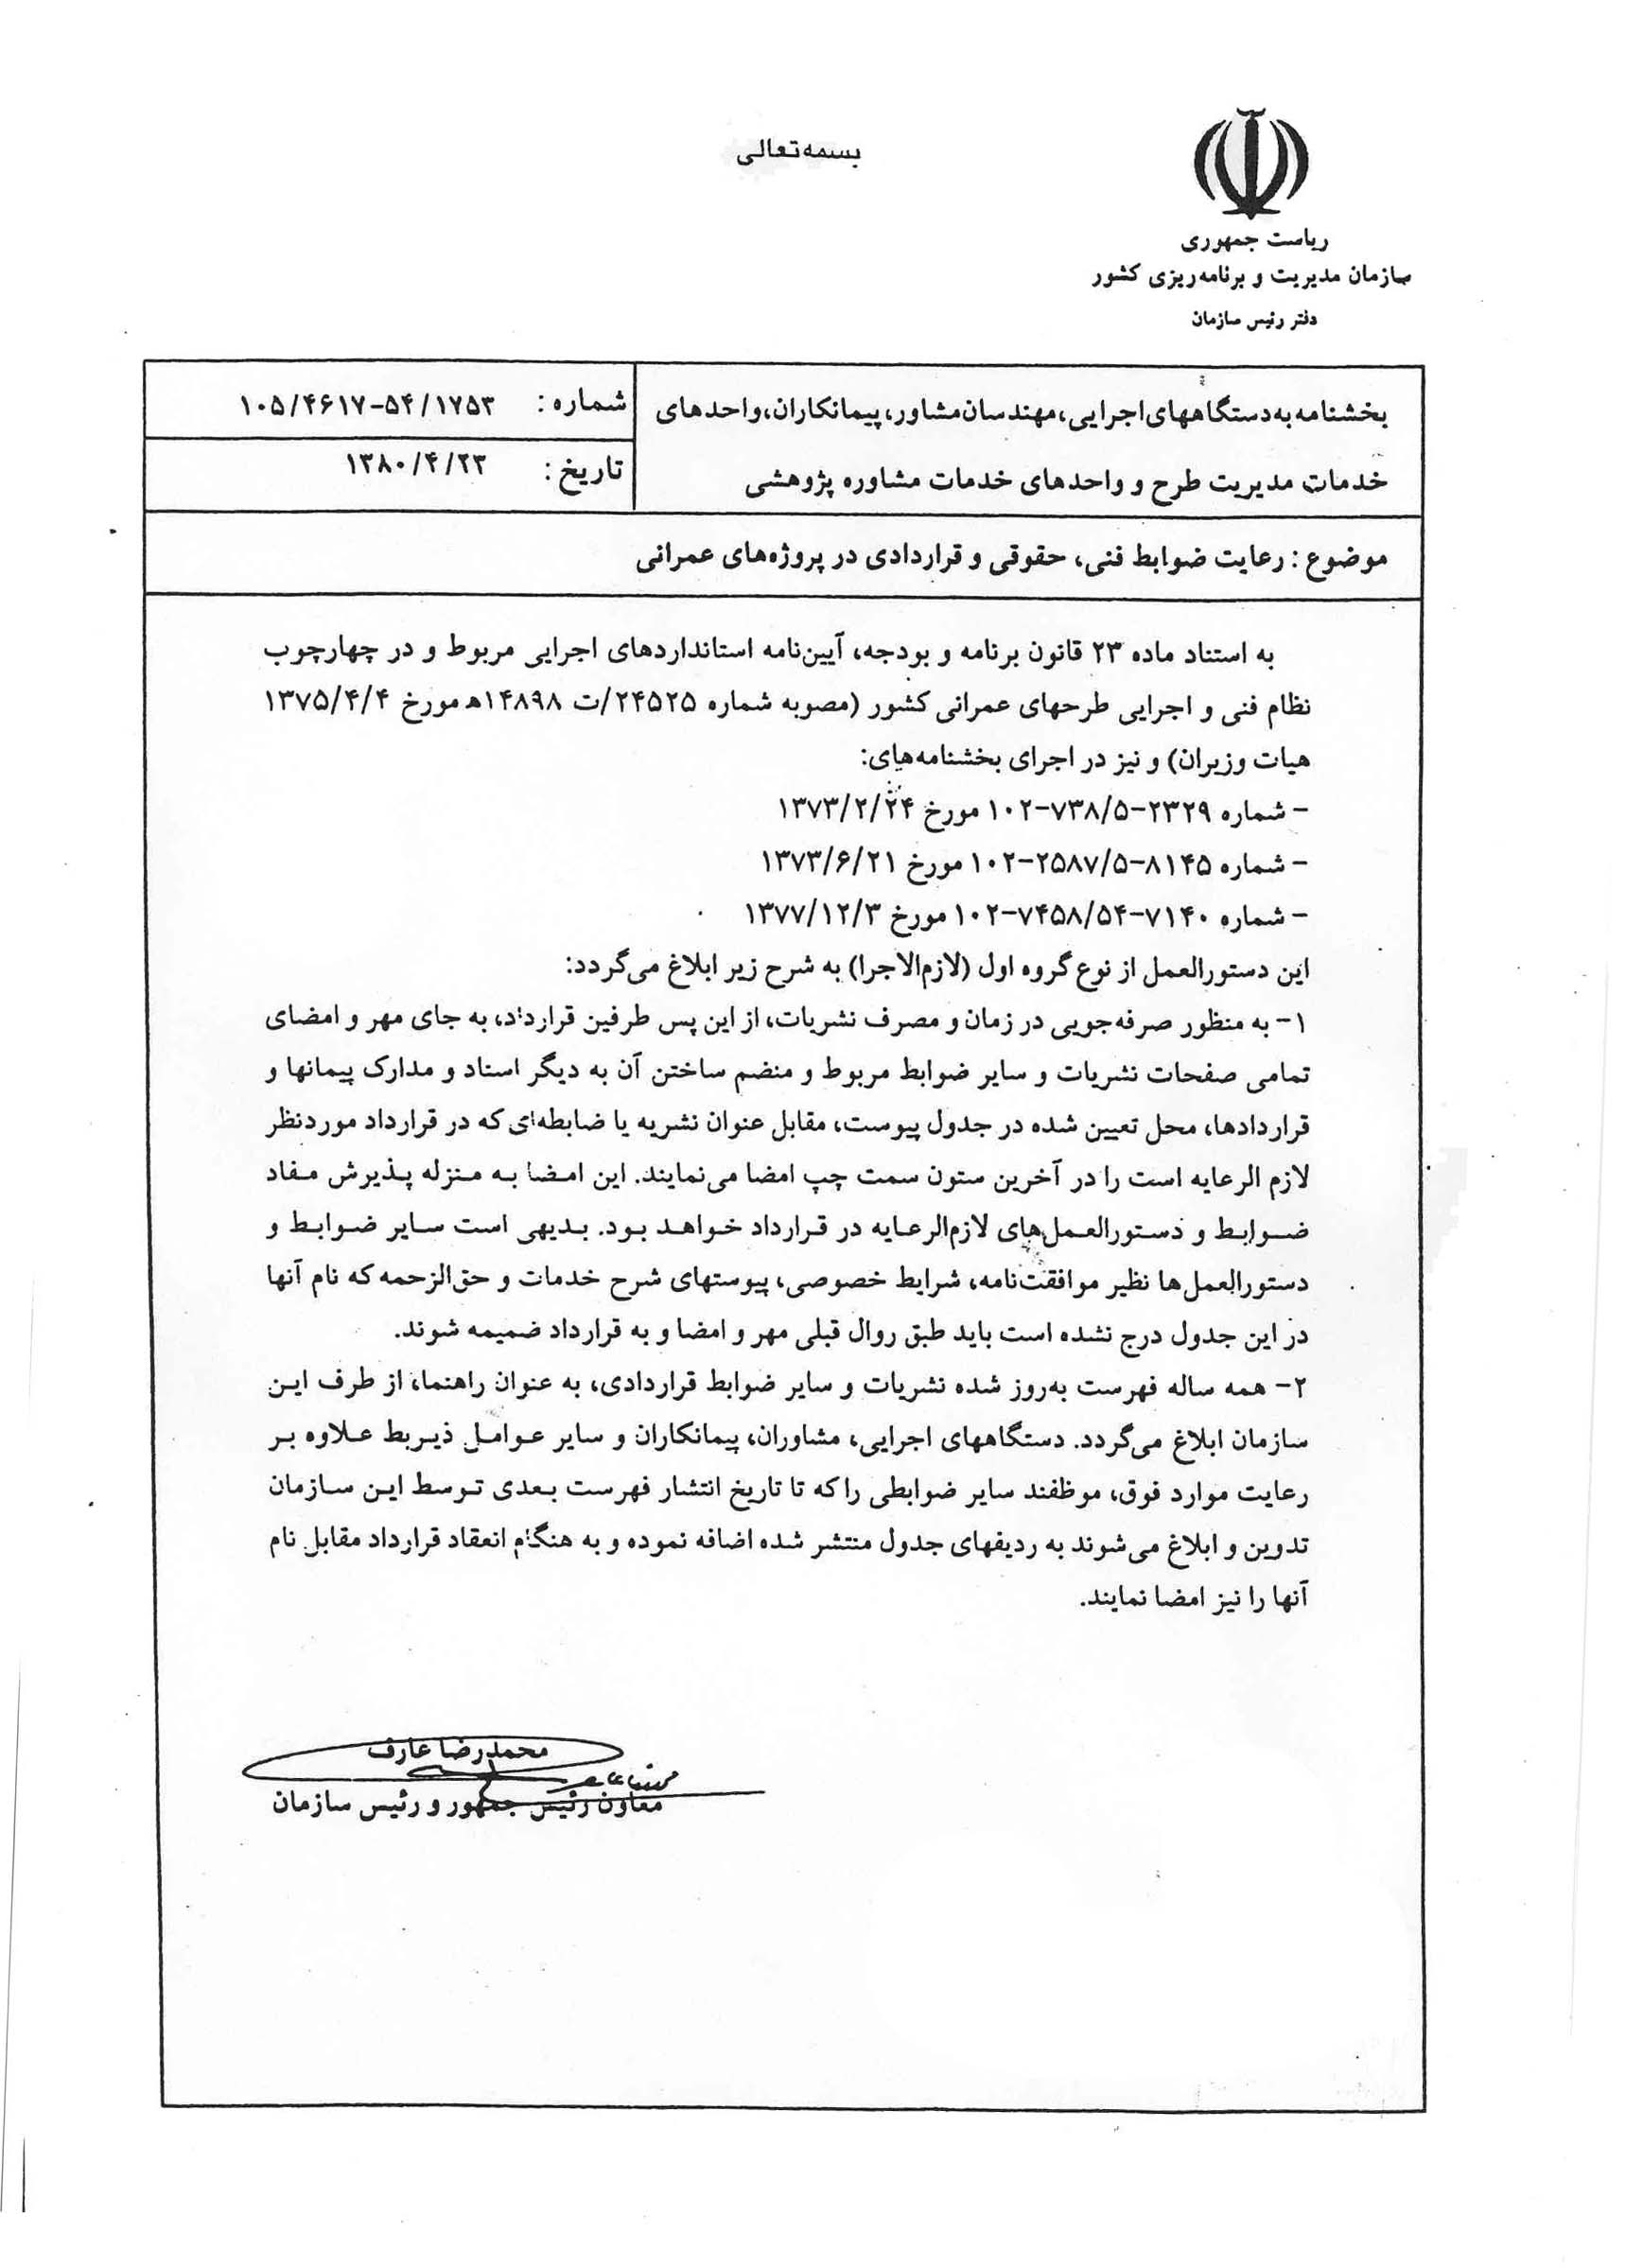 بسمه‌تعالی
ریاست جمهوری
سازمان مدیریت و برنامه‌ریزی کشور
دفتر رئیس سازمان
بخشنامه به دستگاههای اجرایی، مهندسان مشاور، پیمانکاران، واحدهای
خدمات مدیریت طرح و واحدهای خدمات مشاوره پژوهشی
شماره: ۱۰۵/۴۶۱۷-۵۴/۱۷۵۳
تاریخ: ۱۳۸۰/۴/۲۳
موضوع: رعایت ضوابط فنی، حقوقی و قراردادی در پروژه‌های عمرانی
به استناد ماده ۲۳ قانون برنامه و بودجه، آیین‌نامه استانداردهای اجرایی مربوط و در چهارچوب
نظام فنی و اجرایی طرحهای عمرانی کشور (مصوبه شماره ۲۴۵۲۵/ت ۱۴۸۹۸ه‍ مورخ ۱۳۷۵/۴/۴
هیات وزیران) و نیز در اجرای بخشنامه‌های:
- شماره ۲۳۲۹-۷۳۸/۵-۱۰۲ مورخ ۱۳۷۳/۲/۲۴
- شماره ۸۱۴۵-۲۵۸۷/۵-۱۰۲ مورخ ۱۳۷۳/۶/۲۱
- شماره ۷۱۴۰-۷۴۵۸/۵۴-۱۰۲ مورخ ۱۳۷۷/۱۲/۳
این دستورالعمل از نوع گروه اول (لازم‌الاجرا) به شرح زیر ابلاغ می‌گردد:
۱- به منظور صرفه‌جویی در زمان و مصرف نشریات، از این پس طرفین قرارداد، به جای مهر و امضای
تمامی صفحات نشریات و سایر ضوابط مربوط و منضم ساختن آن به دیگر اسناد و مدارک پیمانها و
قراردادها، محل تعیین شده در جدول پیوست، مقابل عنوان نشریه یا ضابطه‌ای که در قرارداد موردنظر
لازم الرعایه است را در آخرین ستون سمت چپ امضا می‌نمایند. این امضا به منزله پذیرش مفاد
ضوابط و دستورالعمل‌های لازم‌الرعایه در قرارداد خواهد بود. بدیهی است سایر ضوابط و
دستورالعمل‌ها نظیر موافقت‌نامه، شرایط خصوصی، پیوستهای شرح خدمات و حق‌الزحمه که نام آنها
در این جدول درج نشده است باید طبق روال قبلی مهر و امضا و به قرارداد ضمیمه شوند.
۲- همه ساله فهرست به‌روز شده نشریات و سایر ضوابط قراردادی، به عنوان راهنما، از طرف این
سازمان ابلاغ می‌گردد. دستگاههای اجرایی، مشاوران، پیمانکاران و سایر عوامل ذیربط علاوه بر
رعایت موارد فوق، موظفند سایر ضوابطی را که تا تاریخ انتشار فهرست بعدی توسط این سازمان
تدوین و ابلاغ می‌شوند به ردیفهای جدول منتشر شده اضافه نموده و به هنگام انعقاد قرارداد مقابل نام
آنها را نیز امضا نمایند.
محمدرضا عارف
معاون رئیس جمهور و رئیس سازمان